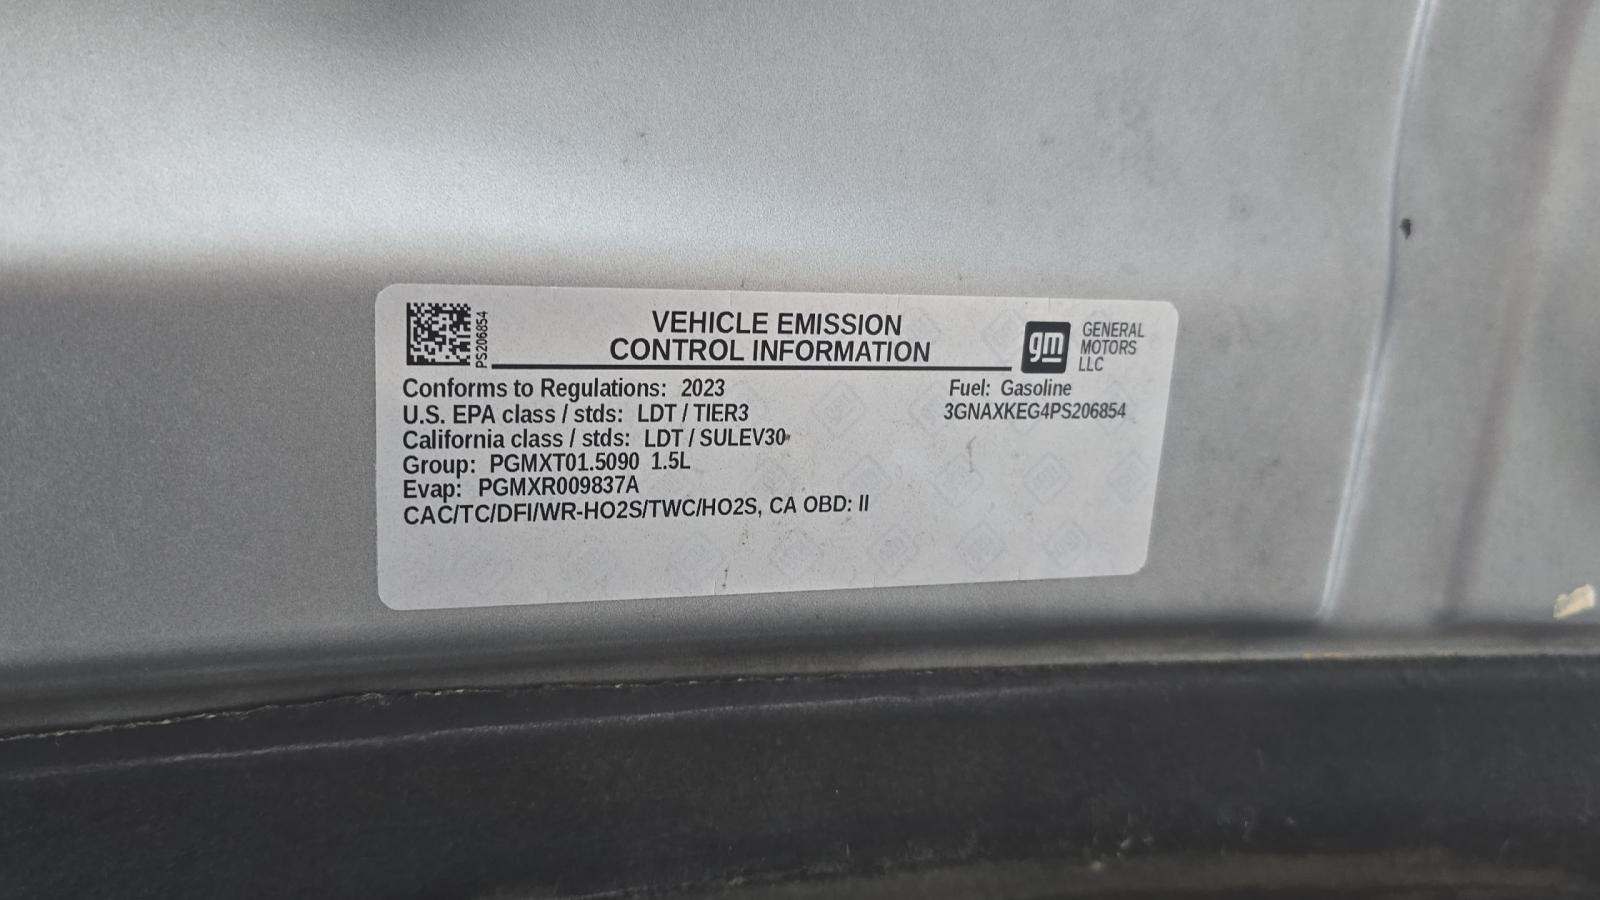 PS206854
VEHICLE EMISSION
CONTROL INFORMATION
gm
GENERAL
MOTORS
LLC
Conforms to Regulations: 2023
Fuel: Gasoline
U.S. EPA class / stds: LDT / TIER3
3GNAXKEG4PS206854
California class / stds: LDT / SULEV30
Group: PGMXT01.5090 1.5L
Evap: PGMXR009837A
CAC/TC/DFI/WR-HO2S/TWC/HO2S, CA OBD: II